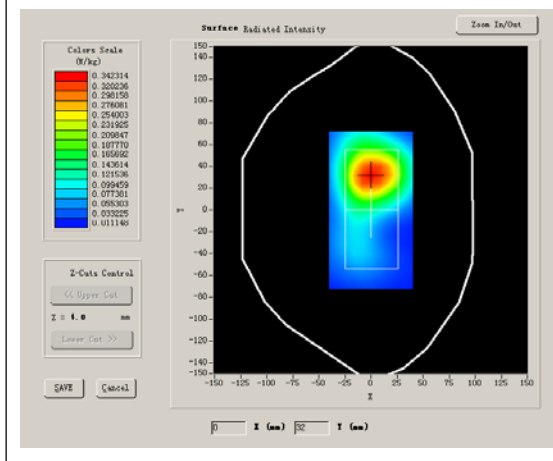 Surface Radiated Intensity
Zoom In/Out
Colors Scale
(W/kg)
0.342314
0.320236
0.298158
0.276081
0.254003
0.231925
0.209847
0.187770
0.165692
0.143614
0.121536
0.099459
0.077381
0.055303
0.033225
0.011148
Z-Cuts Control
<< Upper Cut
Z = 4.0 mm
Lower Cut >>
SAVE Cancel
150
140
120
100
80
60
40
20
0
-20
-40
-60
-80
-100
-120
-140
-150
Y
-150 -125 -100 -75 -50 -25 0 25 50 75 100 125 150
X
0 X (mm) 32 Y (mm)